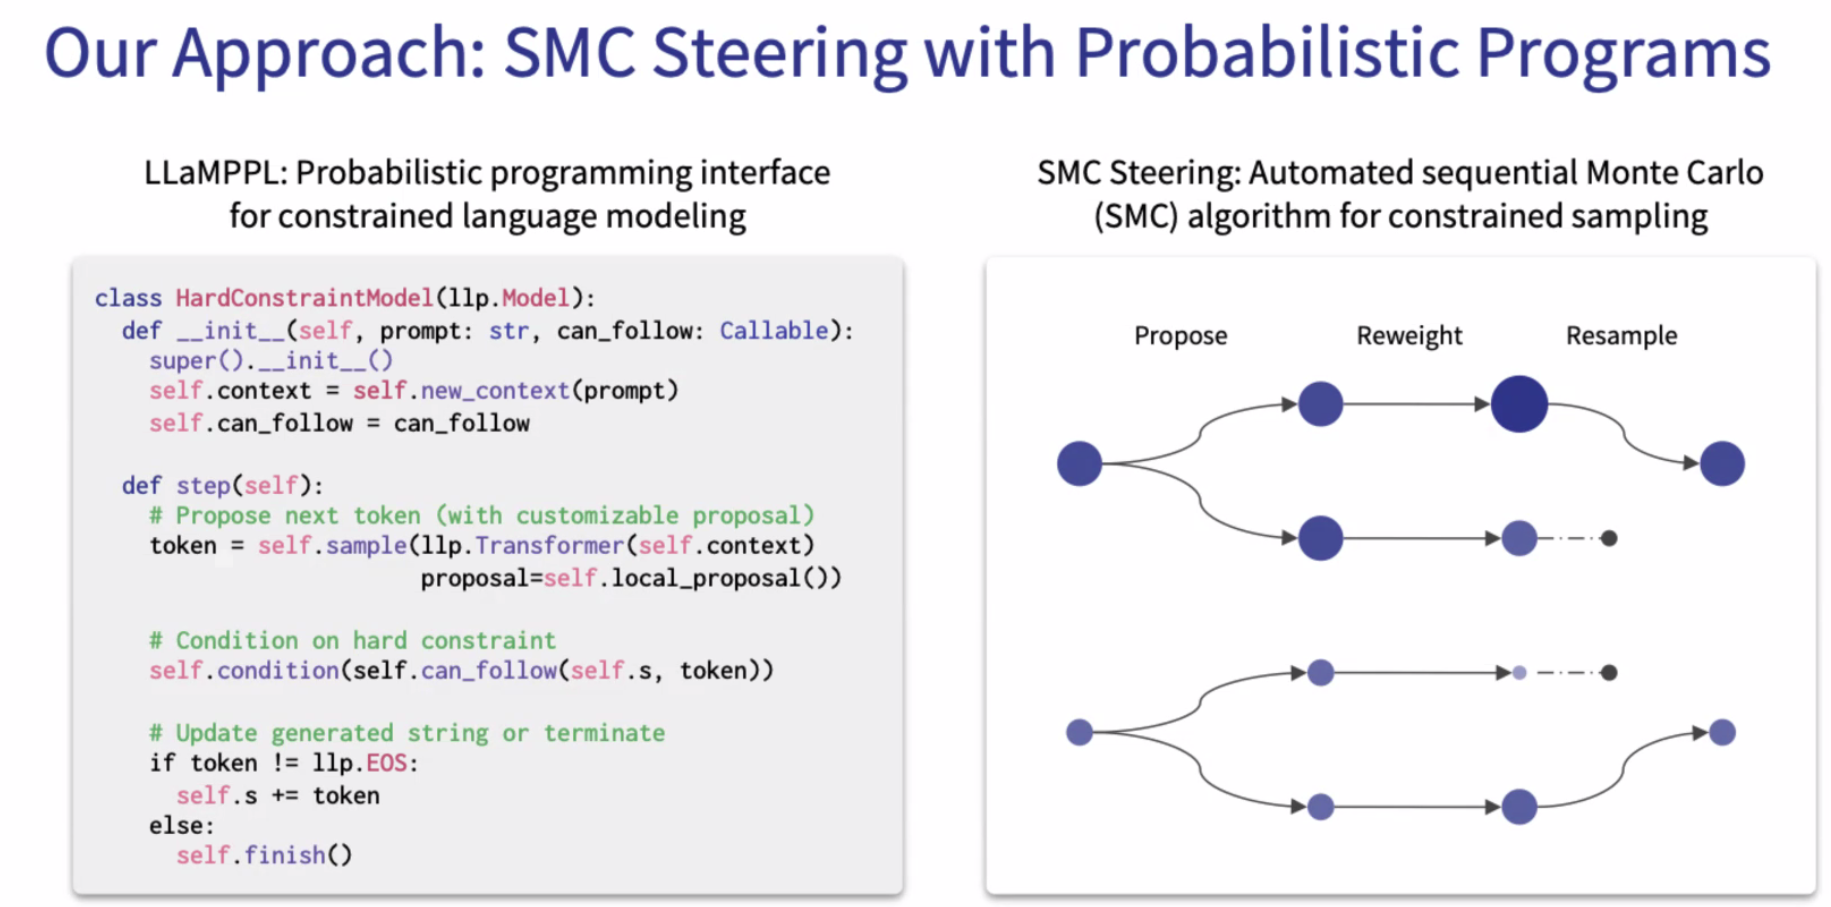 Our Approach: SMC Steering with Probabilistic Programs
LLaMPPL: Probabilistic programming interface
for constrained language modeling
class HardConstraintModel(llp.Model):
  def __init__(self, prompt: str, can_follow: Callable):
    super().__init__()
    self.context = self.new_context(prompt)
    self.can_follow = can_follow
  def step(self):
    # Propose next token (with customizable proposal)
    token = self.sample(llp.Transformer(self.context)
                        proposal=self.local_proposal())
    # Condition on hard constraint
    self.condition(self.can_follow(self.s, token))
    # Update generated string or terminate
    if token != llp.EOS:
      self.s += token
    else:
      self.finish()
SMC Steering: Automated sequential Monte Carlo
(SMC) algorithm for constrained sampling
Propose Reweight Resample